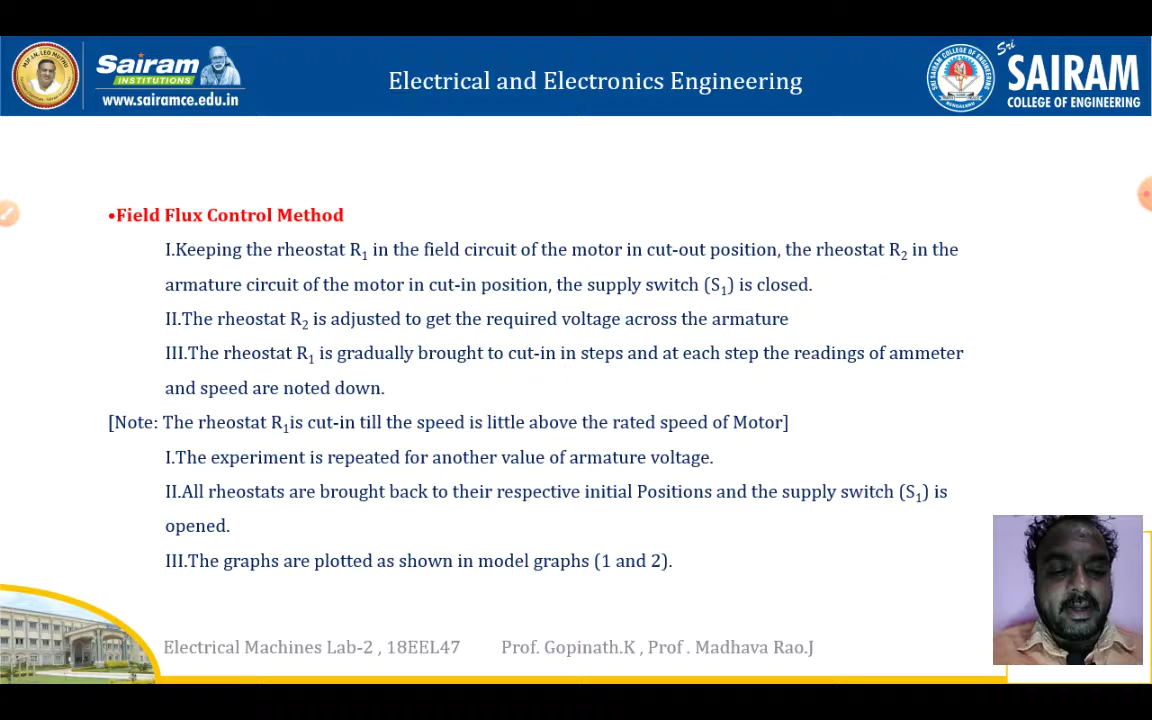 Sairam
INSTITUTIONS
www.sairamce.edu.in
Electrical and Electronics Engineering
Sri
SAIRAM
COLLEGE OF ENGINEERING
•Field Flux Control Method
I.Keeping the rheostat R1 in the field circuit of the motor in cut-out position, the rheostat R2 in the
armature circuit of the motor in cut-in position, the supply switch (S1) is closed.
II.The rheostat R2 is adjusted to get the required voltage across the armature
III.The rheostat R1 is gradually brought to cut-in in steps and at each step the readings of ammeter
and speed are noted down.
[Note: The rheostat R1is cut-in till the speed is little above the rated speed of Motor]
I.The experiment is repeated for another value of armature voltage.
II.All rheostats are brought back to their respective initial Positions and the supply switch (S1) is
opened.
III.The graphs are plotted as shown in model graphs (1 and 2).
Electrical Machines Lab-2 , 18EEL47 Prof. Gopinath.K , Prof . Madhava Rao.J